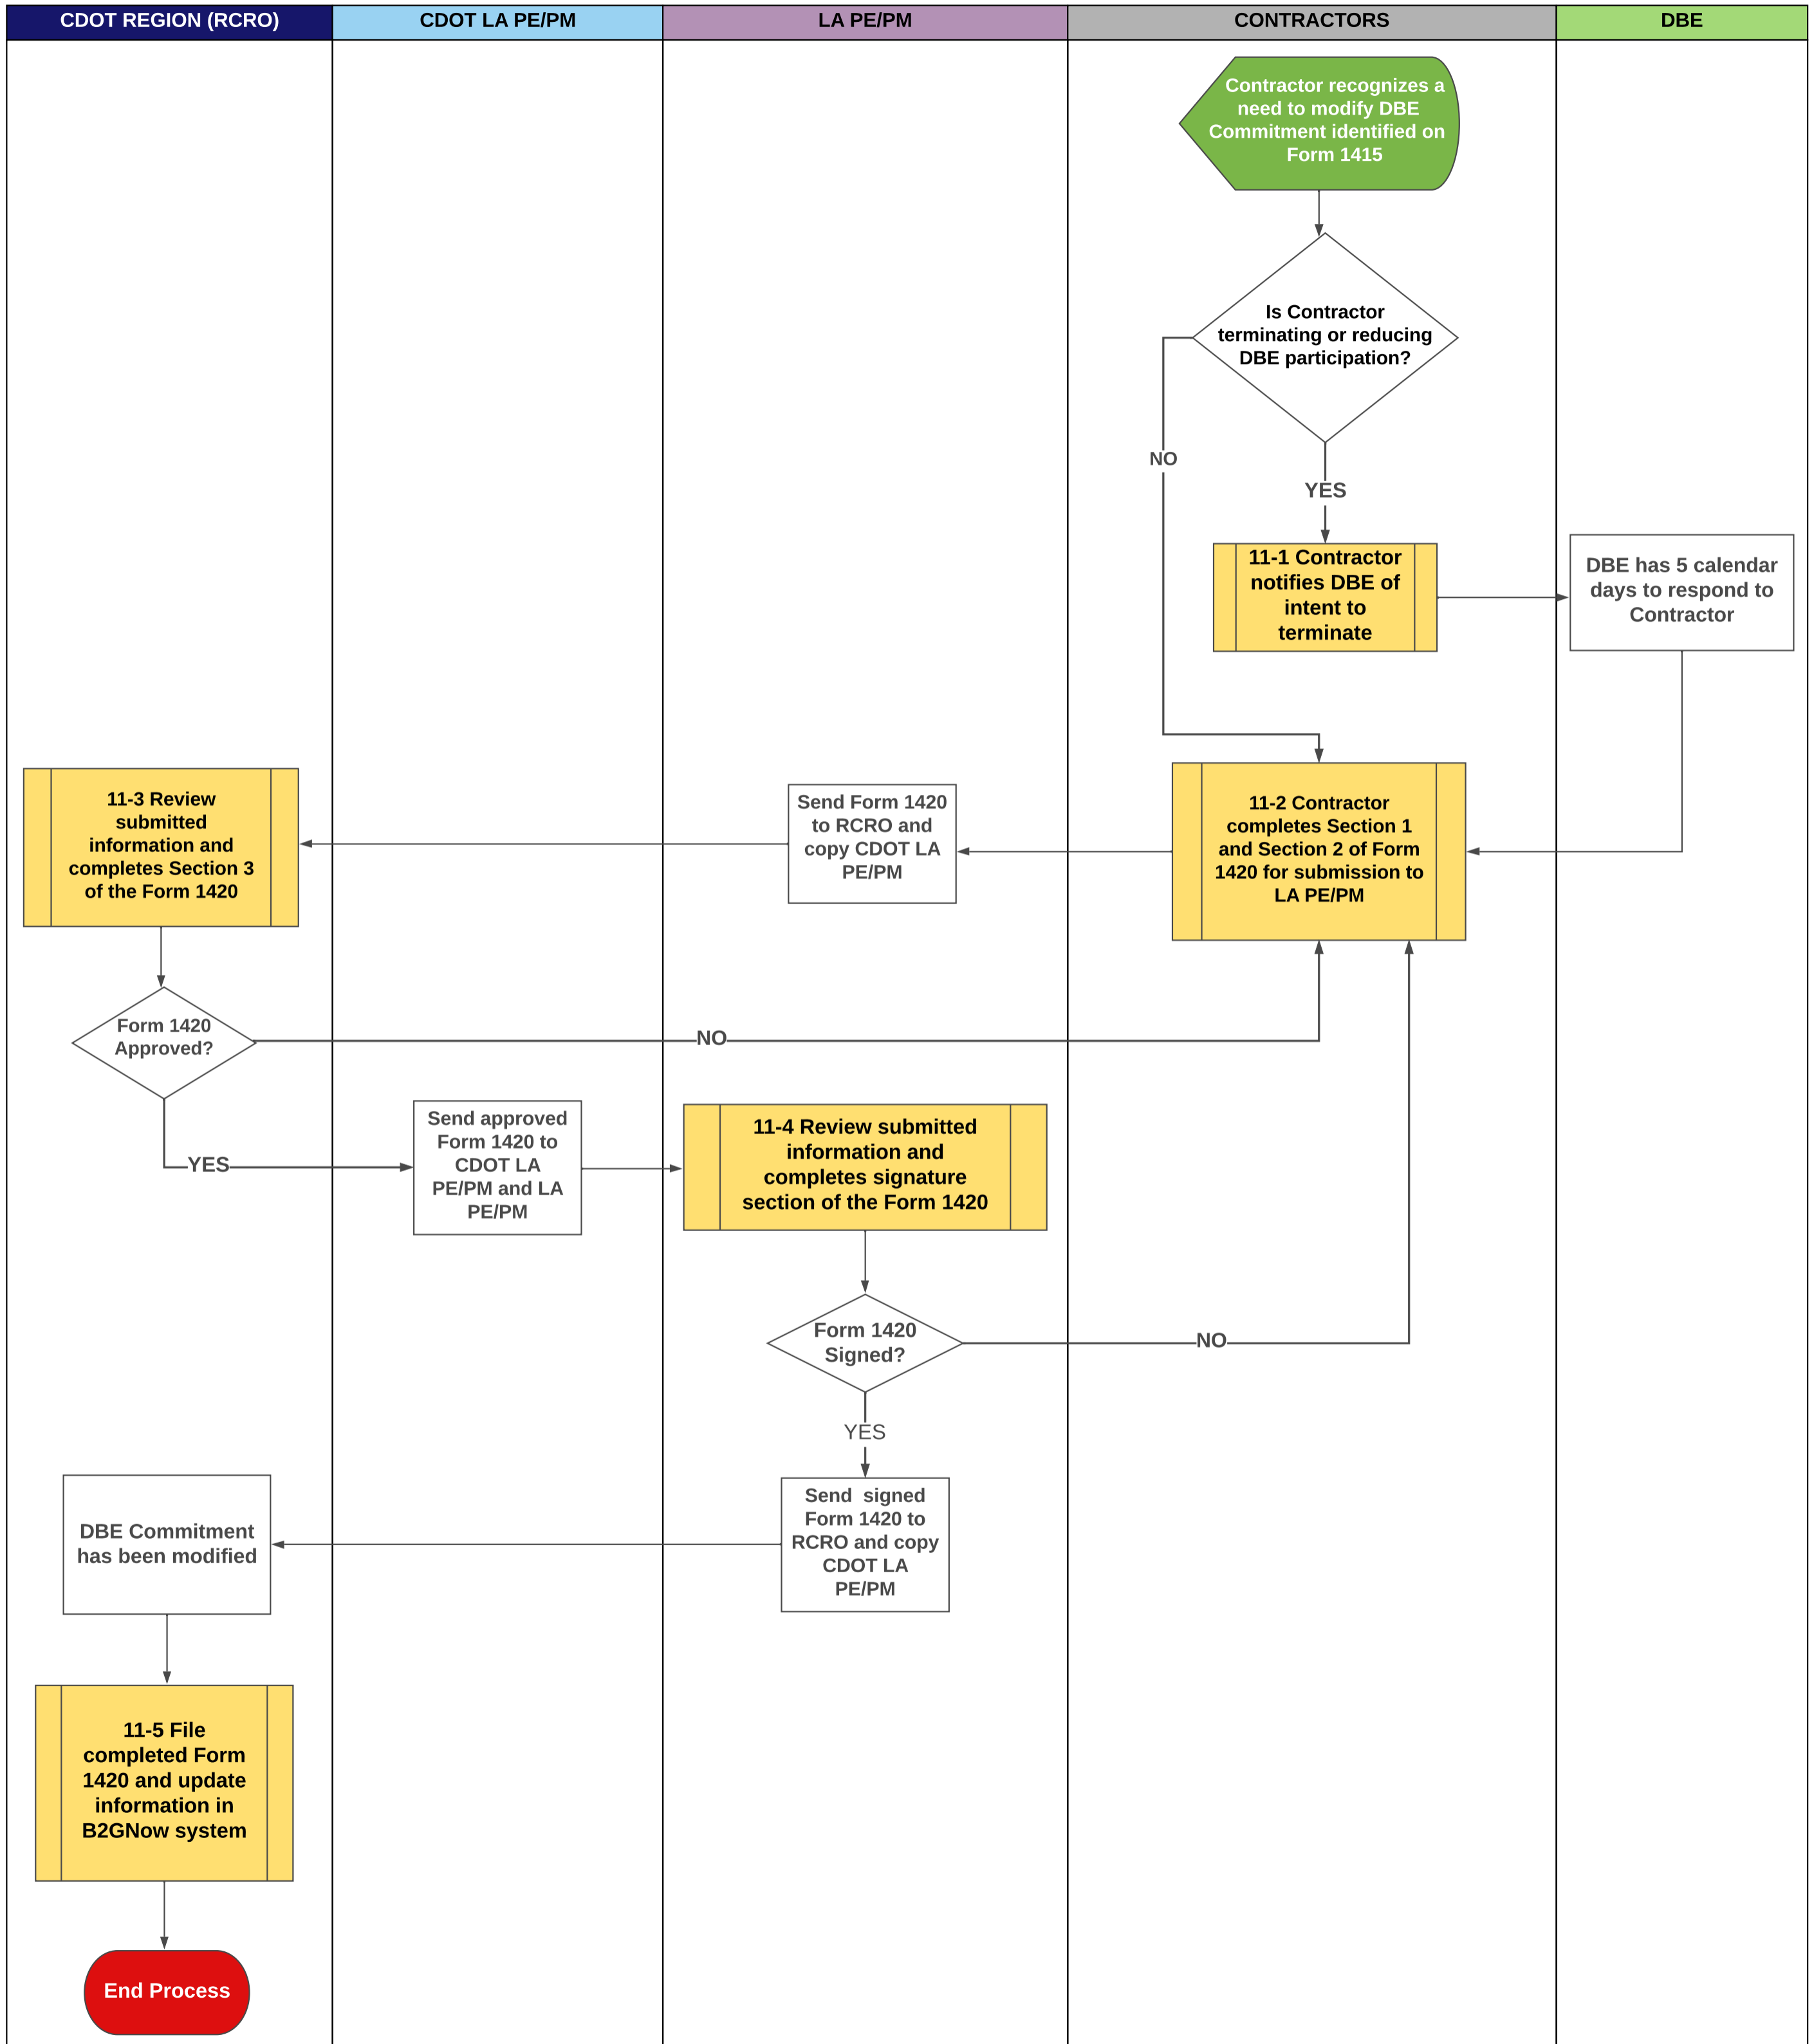 CDOT REGION (RCRO)
CDOT LA PE/PM
LA PE/PM
CONTRACTORS
DBE
Contractor recognizes a
need to modify DBE
Commitment identified on
Form 1415
Is Contractor
terminating or reducing
DBE participation?
NO
YES
11-1 Contractor
notifies DBE of
intent to
terminate
DBE has 5 calendar
days to respond to
Contractor
11-2 Contractor
completes Section 1
and Section 2 of Form
1420 for submission to
LA PE/PM
Send Form 1420
to RCRO and
copy CDOT LA
PE/PM
11-3 Review
submitted
information and
completes Section 3
of the Form 1420
Form 1420
Approved?
NO
YES
Send approved
Form 1420 to
CDOT LA
PE/PM and LA
PE/PM
11-4 Review submitted
information and
completes signature
section of the Form 1420
Form 1420
Signed?
NO
YES
Send signed
Form 1420 to
RCRO and copy
CDOT LA
PE/PM
DBE Commitment
has been modified
11-5 File
completed Form
1420 and update
information in
B2GNow system
End Process